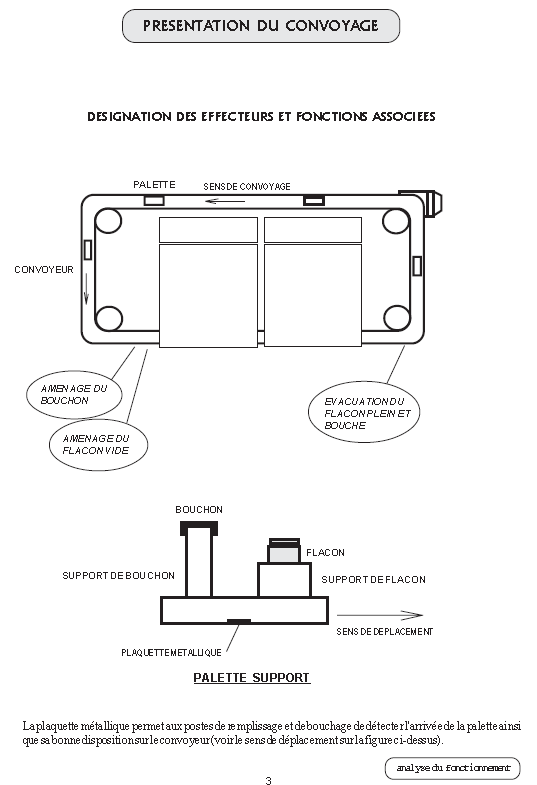 PRESENTATION DU CONVOYAGE
DESIGNATION DES EFFECTEURS ET FONCTIONS ASSOCIEES
PALETTE
SENS DE CONVOYAGE
CONVOYEUR
AMENAGE DU
BOUCHON
AMENAGE DU
FLACON VIDE
EVACUATION DU
FLACON PLEIN ET
BOUCHE
BOUCHON
FLACON
SUPPORT DE BOUCHON
SUPPORT DE FLACON
SENS DE DEPLACEMENT
PLAQUETTE METALLIQUE
PALETTE SUPPORT
La plaquette métallique permet aux postes de remplissage et de bouchage de détecter l'arrivée de la palette ainsi
que sa bonne disposition sur le convoyeur (voir le sens de déplacement sur la figure ci-dessus).
analyse du fonctionnement
3